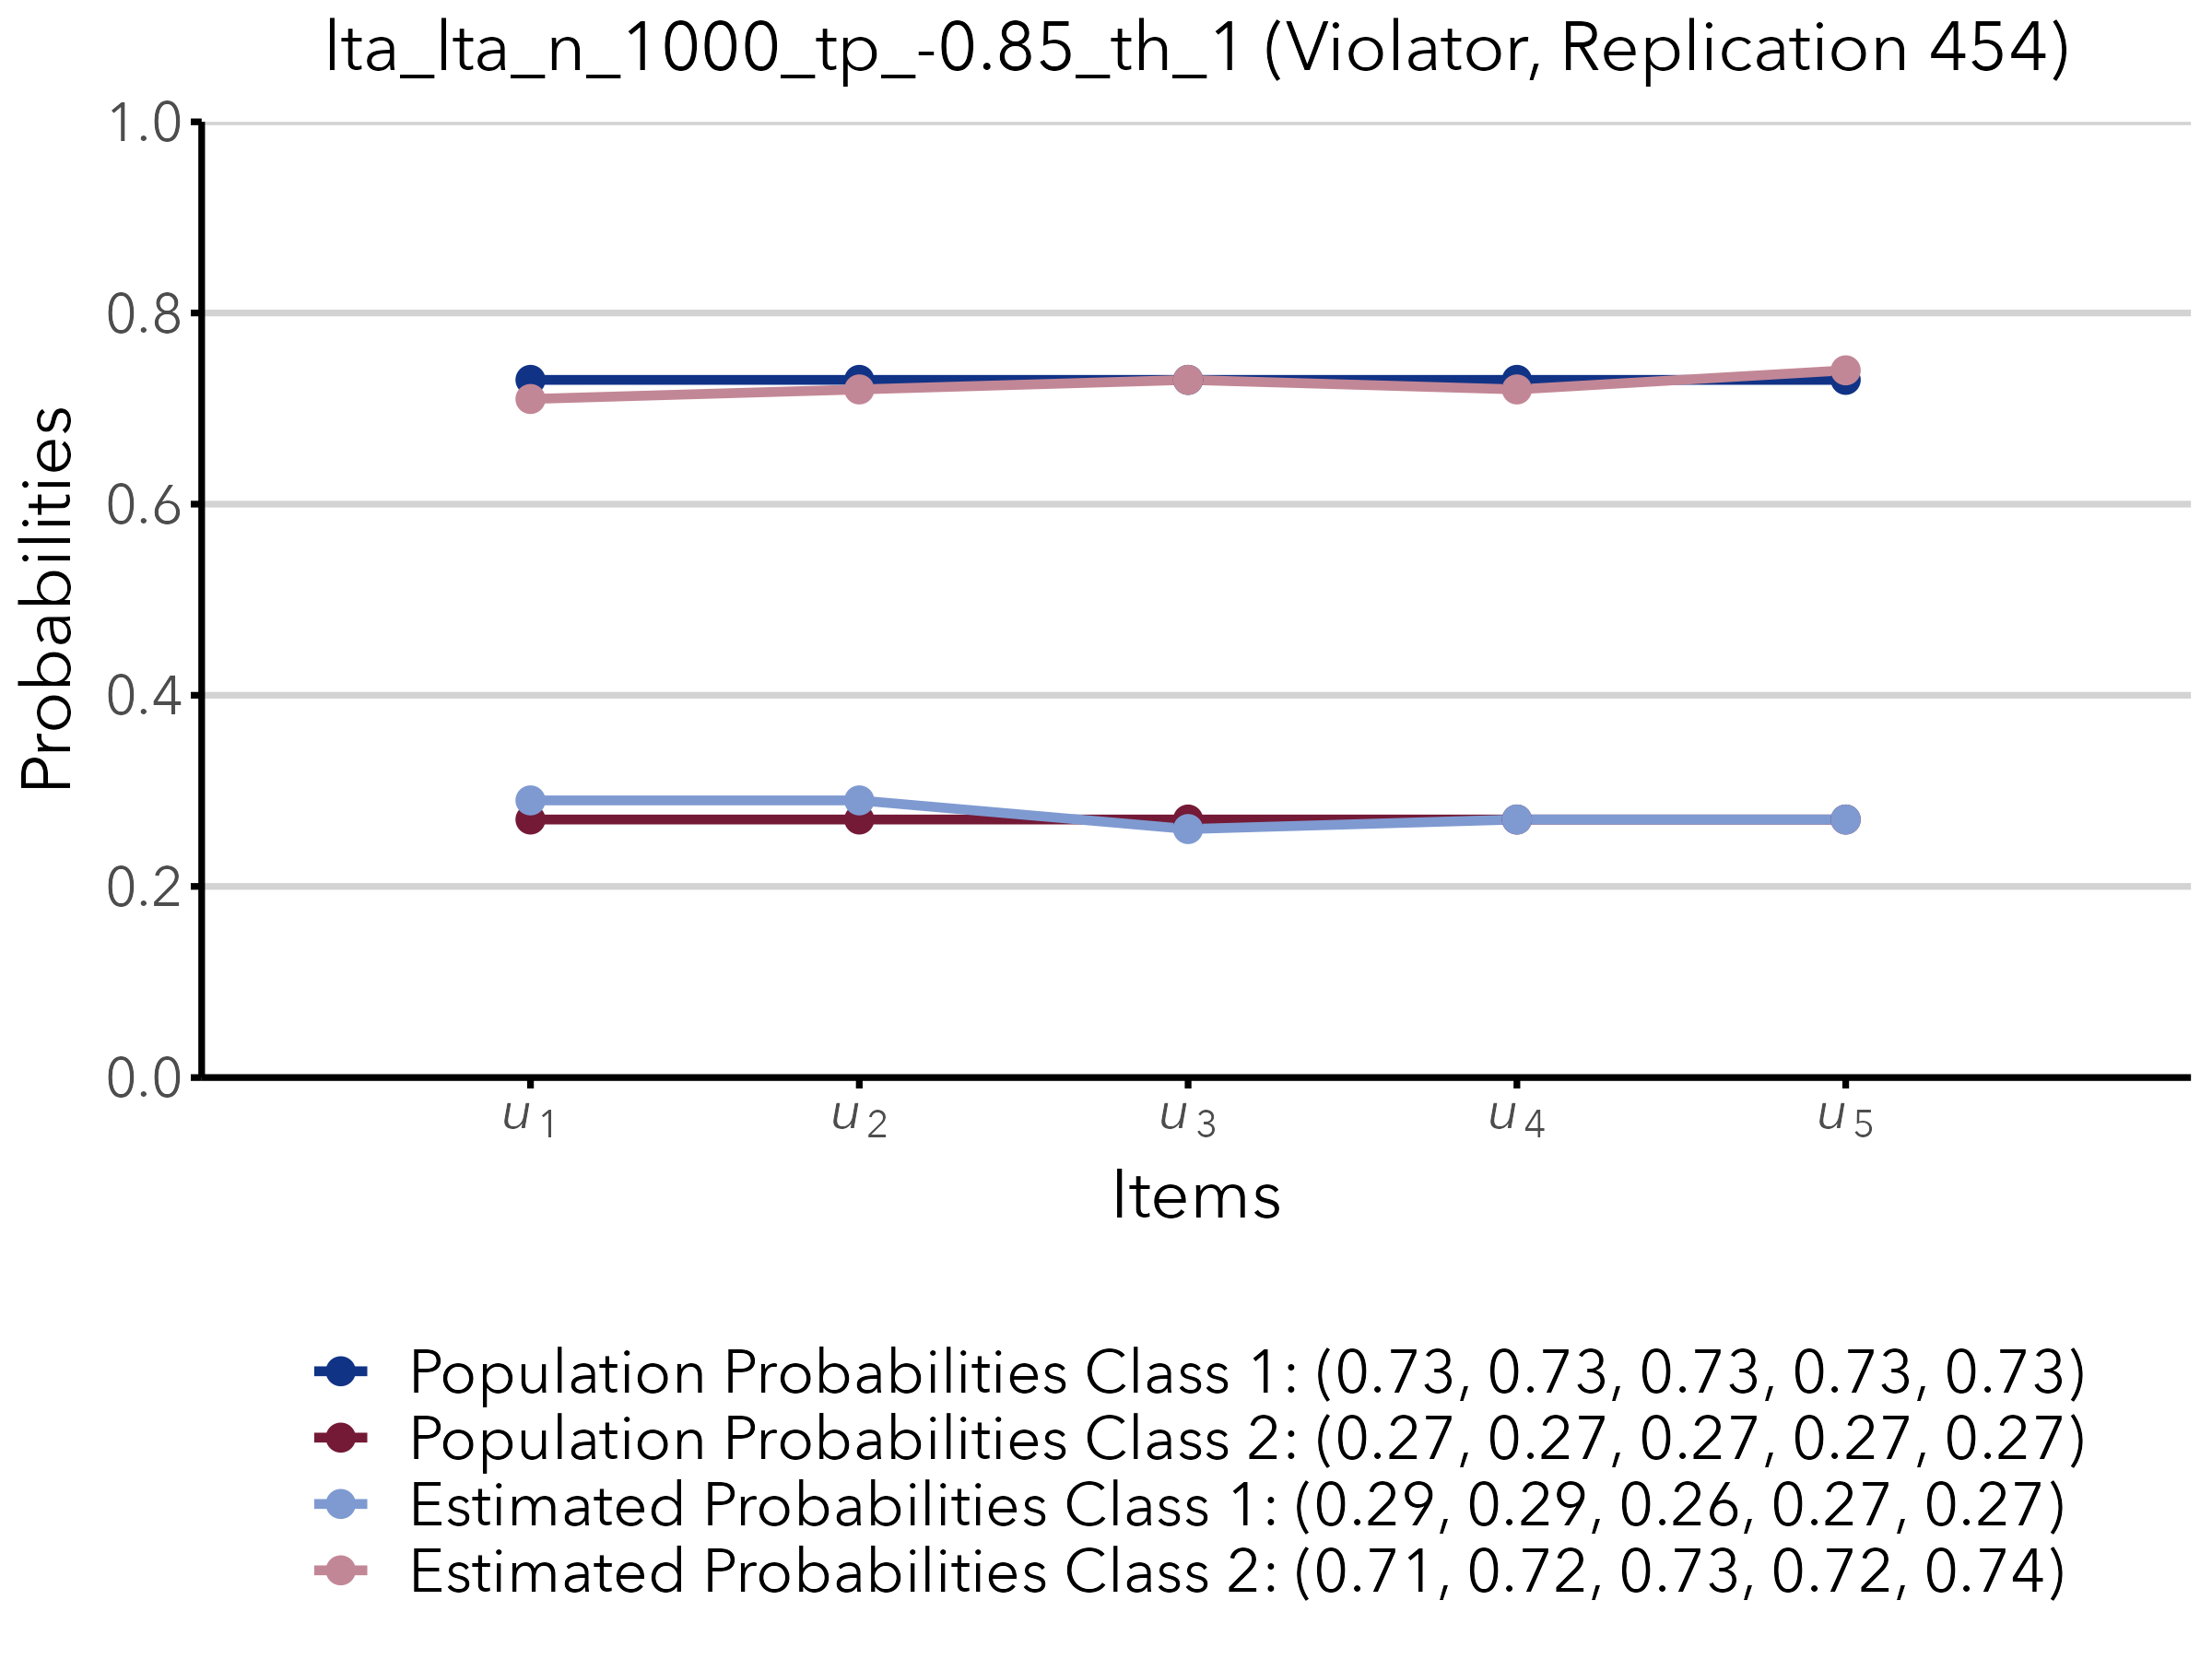 lta_lta_n_1000_tp_-0.85_th_1 (Violator, Replication 454)
1.0
0.8
0.6
0.4
0.2
0.0
Probabilities
u1
u2
u3
u4
u5
Items
Population Probabilities Class 1: (0.73, 0.73, 0.73, 0.73, 0.73)
Population Probabilities Class 2: (0.27, 0.27, 0.27, 0.27, 0.27)
Estimated Probabilities Class 1: (0.29, 0.29, 0.26, 0.27, 0.27)
Estimated Probabilities Class 2: (0.71, 0.72, 0.73, 0.72, 0.74)